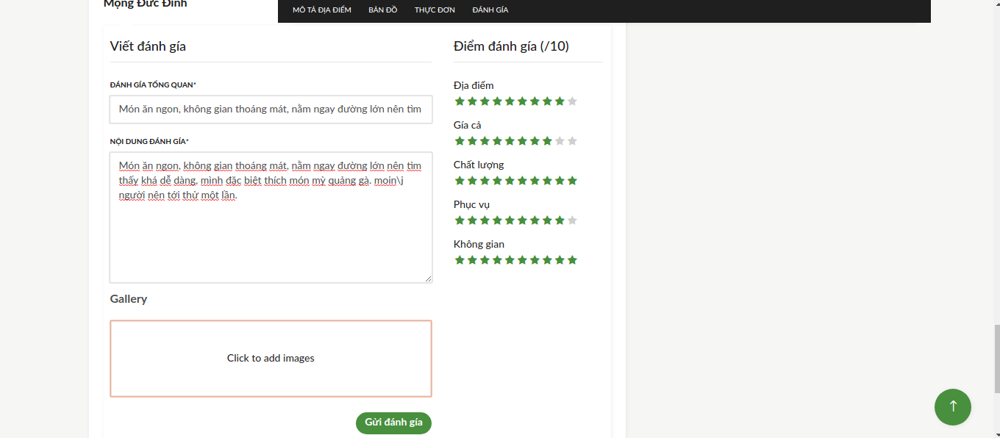 Mộng Đức Đinh
MÔ TẢ ĐỊA ĐIỂM BẢN ĐỒ THỰC ĐƠN ĐÁNH GÍA
Viết đánh gía
ĐÁNH GÍA TỔNG QUAN*
Món ăn ngon, không gian thoáng mát, nằm ngay đường lớn nên tìm
NỘI DUNG ĐÁNH GÍA*
Món ăn ngon, không gian thoáng mát, nằm ngay đường lớn nên tìm
thấy khá dễ dàng, mình đặc biệt thích món mỳ quảng gà. moin\j
người nên tới thử một lần.
Gallery
Click to add images
Gửi đánh gía
Điểm đánh gía (/10)
Địa điểm
Gía cả
Chất lượng
Phục vụ
Không gian